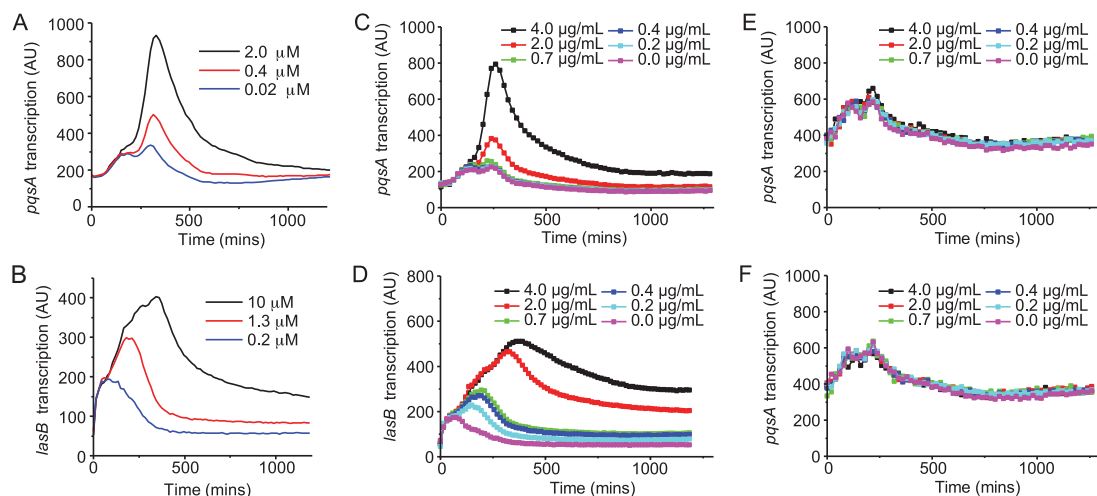 A
pqsA transcription (AU)
1000
800
600
400
200
0
2.0 μM
0.4 μM
0.02 μM
0 500 1000
Time (mins)
B
lasB transcription (AU)
400
300
200
100
0
10 μM
1.3 μM
0.2 μM
0 500 1000
Time (mins)
C
pqsA transcription (AU)
1000
800
600
400
200
0
4.0 μg/mL 0.4 μg/mL
2.0 μg/mL 0.2 μg/mL
0.7 μg/mL 0.0 μg/mL
0 500 1000
Time (mins)
D
lasB transcription (AU)
800
600
400
200
0
4.0 μg/mL 0.4 μg/mL
2.0 μg/mL 0.2 μg/mL
0.7 μg/mL 0.0 μg/mL
0 500 1000
Time (mins)
E
pqsA transcription (AU)
1000
800
600
400
200
0
4.0 μg/mL 0.4 μg/mL
2.0 μg/mL 0.2 μg/mL
0.7 μg/mL 0.0 μg/mL
0 500 1000
Time (mins)
F
pqsA transcription (AU)
1000
800
600
400
200
0
4.0 μg/mL 0.4 μg/mL
2.0 μg/mL 0.2 μg/mL
0.7 μg/mL 0.0 μg/mL
0 500 1000
Time (mins)